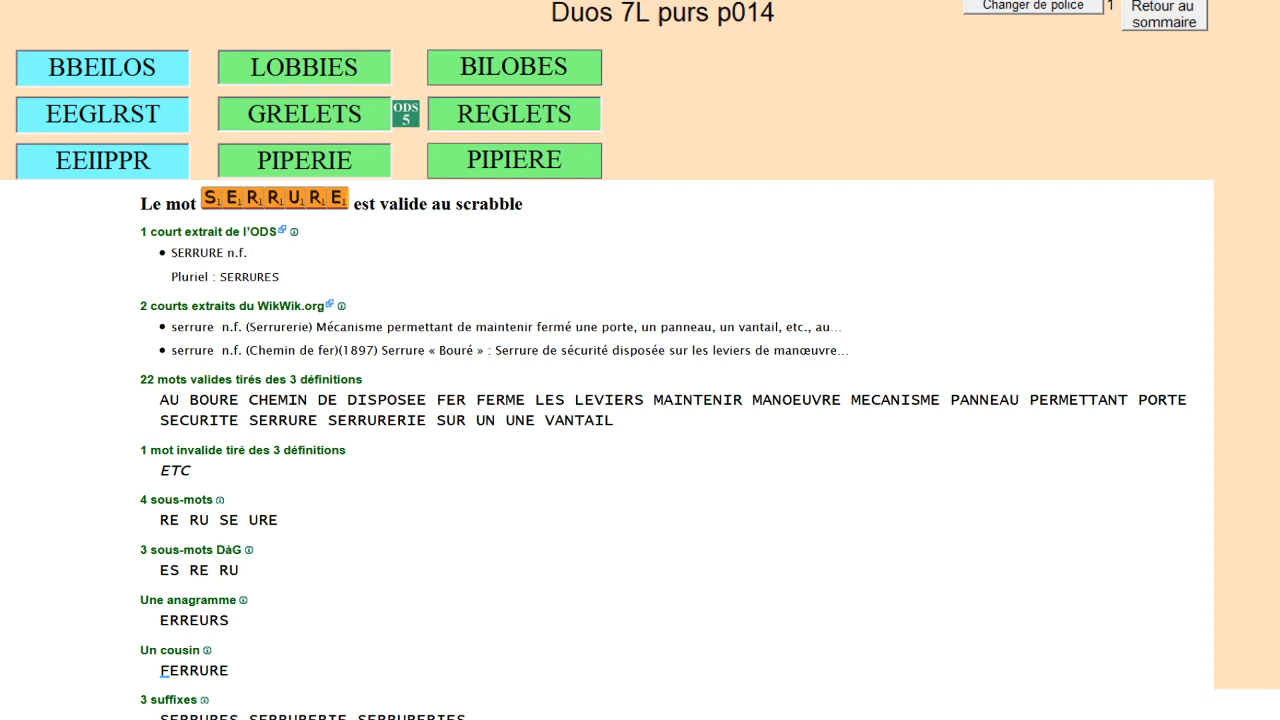 Duos 7L purs p014
Changer de police
1
Retour au
sommaire
BBEILOS LOBBIES BILOBES
EEGLRST GRELETS ODS 5 REGLETS
EEIIPPR PIPERIE PIPIERE
Le mot S1E1R1R1U1R1E1 est valide au scrabble
1 court extrait de l'ODS
• SERRURE n.f.
Pluriel : SERRURES
2 courts extraits du WikWik.org
• serrure n.f. (Serrurerie) Mécanisme permettant de maintenir fermé une porte, un panneau, un vantail, etc., au…
• serrure n.f. (Chemin de fer)(1897) Serrure « Bouré » : Serrure de sécurité disposée sur les leviers de manœuvre…
22 mots valides tirés des 3 définitions
AU BOURE CHEMIN DE DISPOSEE FER FERME LES LEVIERS MAINTENIR MANOEUVRE MECANISME PANNEAU PERMETTANT PORTE
SECURITE SERRURE SERRURERIE SUR UN UNE VANTAIL
1 mot invalide tiré des 3 définitions
ETC
4 sous-mots
RE RU SE URE
3 sous-mots DàG
ES RE RU
Une anagramme
ERREURS
Un cousin
FERRURE
3 suffixes
SERRURES SERRURERIE SERRURERIES